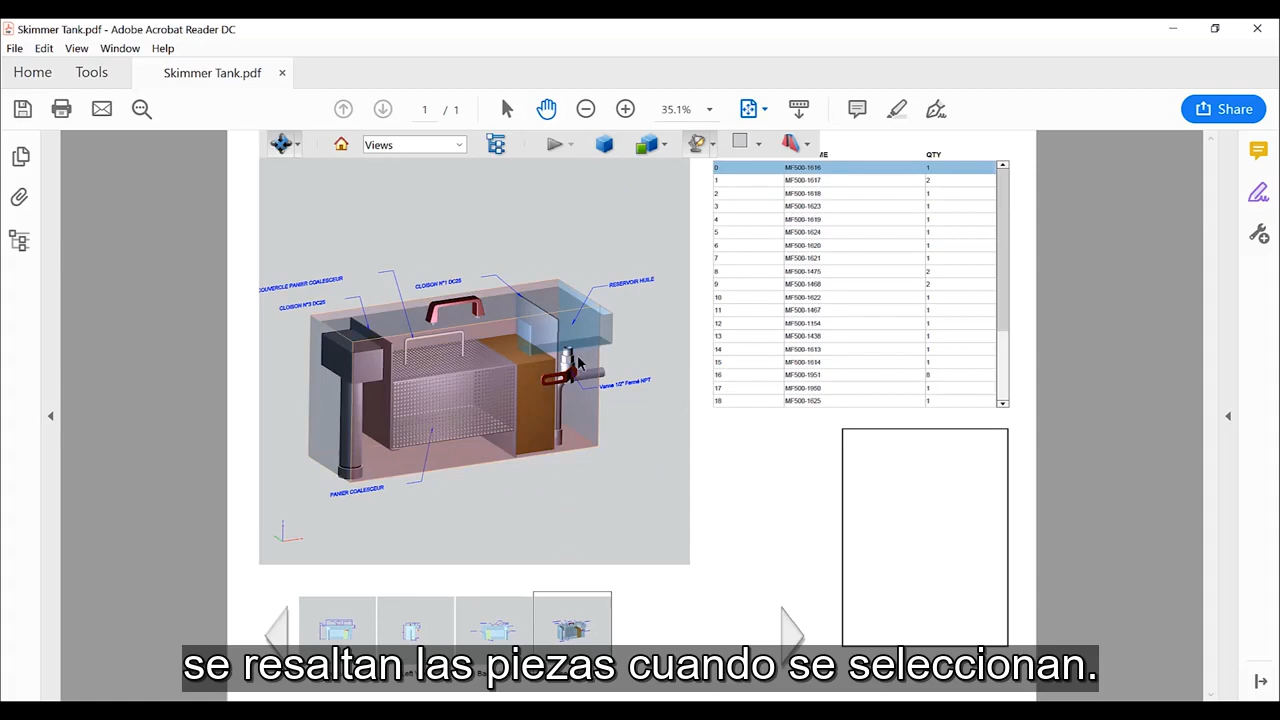 Skimmer Tank.pdf - Adobe Acrobat Reader DC
File Edit View Window Help
Home Tools Skimmer Tank.pdf ×
1 / 1 35.1% Share
Views
ME QTY
0 MF500-1616 1
1 MF500-1617 2
2 MF500-1618 1
3 MF500-1623 1
4 MF500-1619 1
5 MF500-1624 1
6 MF500-1620 1
7 MF500-1621 1
8 MF500-1475 2
9 MF500-1468 2
10 MF500-1622 1
11 MF500-1467 1
12 MF500-1154 1
13 MF500-1438 1
14 MF500-1613 1
15 MF500-1614 1
16 MF500-1951 8
17 MF500-1950 1
18 MF500-1625 1
COUVERCLE PANIER COALESCEUR
CLOISON N°1 DC25
RESERVOIR HUILE
CLOISON N°3 DC25
Vanne 1/2" Fermé NPT
PANIER COALESCEUR
se resaltan las piezas cuando se seleccionan.